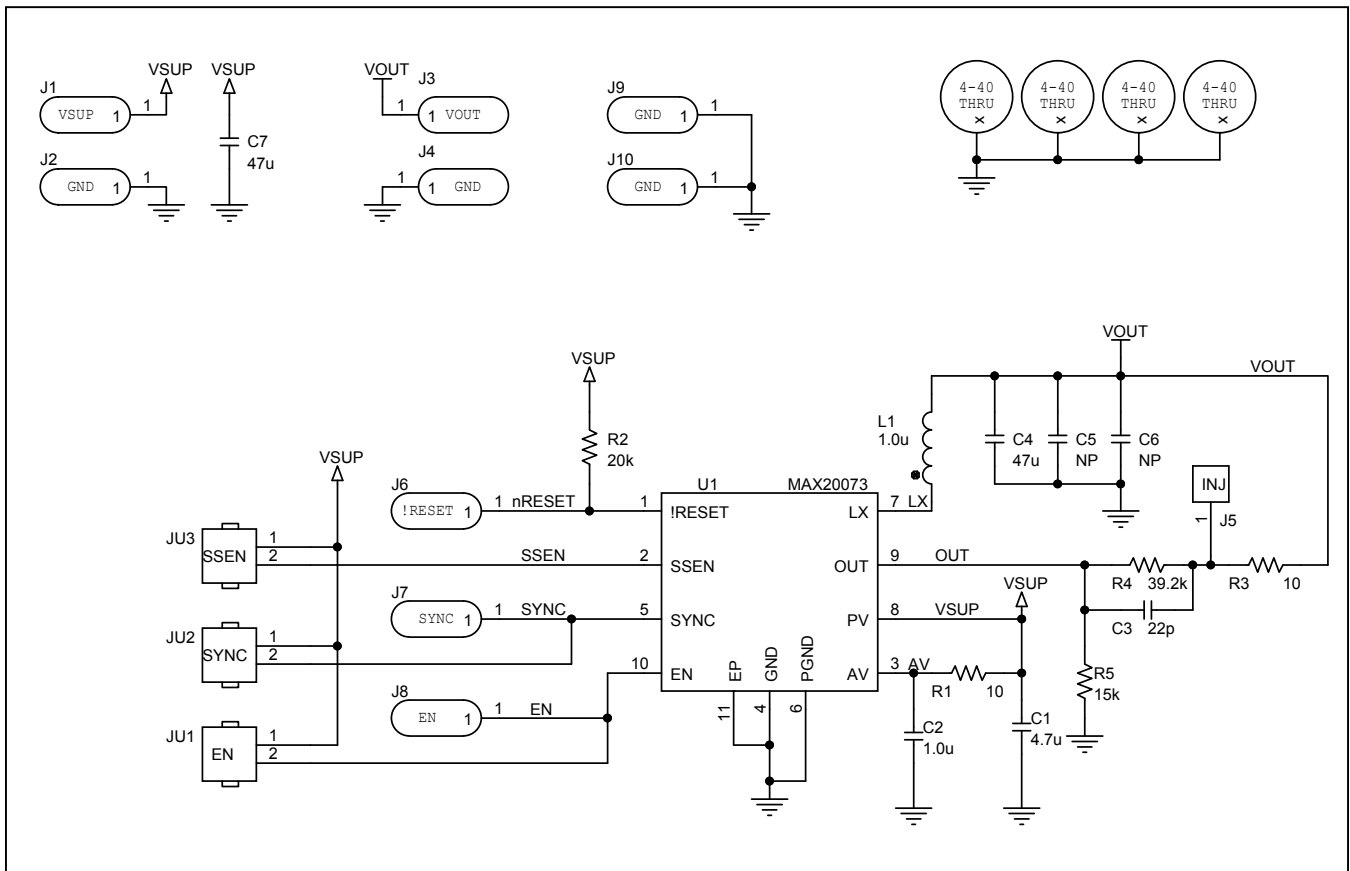 VSUP VSUP VOUT
J1 J3 J9
VSUP 1 1 1 1 VOUT GND 1 1
C7
47u
J2 J4 J10
GND 1 1 1 1 GND GND 1 1
4-40 4-40 4-40 4-40
THRU THRU THRU THRU
x x x x
VOUT
VSUP VOUT
L1
1.0u
R2
20k
C4 C5 C6
47u NP NP
VSUP
J6 U1 MAX20073 INJ
!RESET 1 1 nRESET 1 !RESET LX 7 LX 1 J5
JU3 SSEN 1
2 SSEN 2 SSEN OUT 9 OUT
R4 39.2k R3 10
J7 VSUP
SYNC 1 1 SYNC 5 SYNC PV 8 VSUP
C3 22p
JU2 SYNC 1
2
10 EN EP GND PGND AV 3 AV
R1 10
R5
15k
J8
EN 1 1 EN
11 4 6
C2
1.0u
C1
4.7u
JU1 EN 1
2